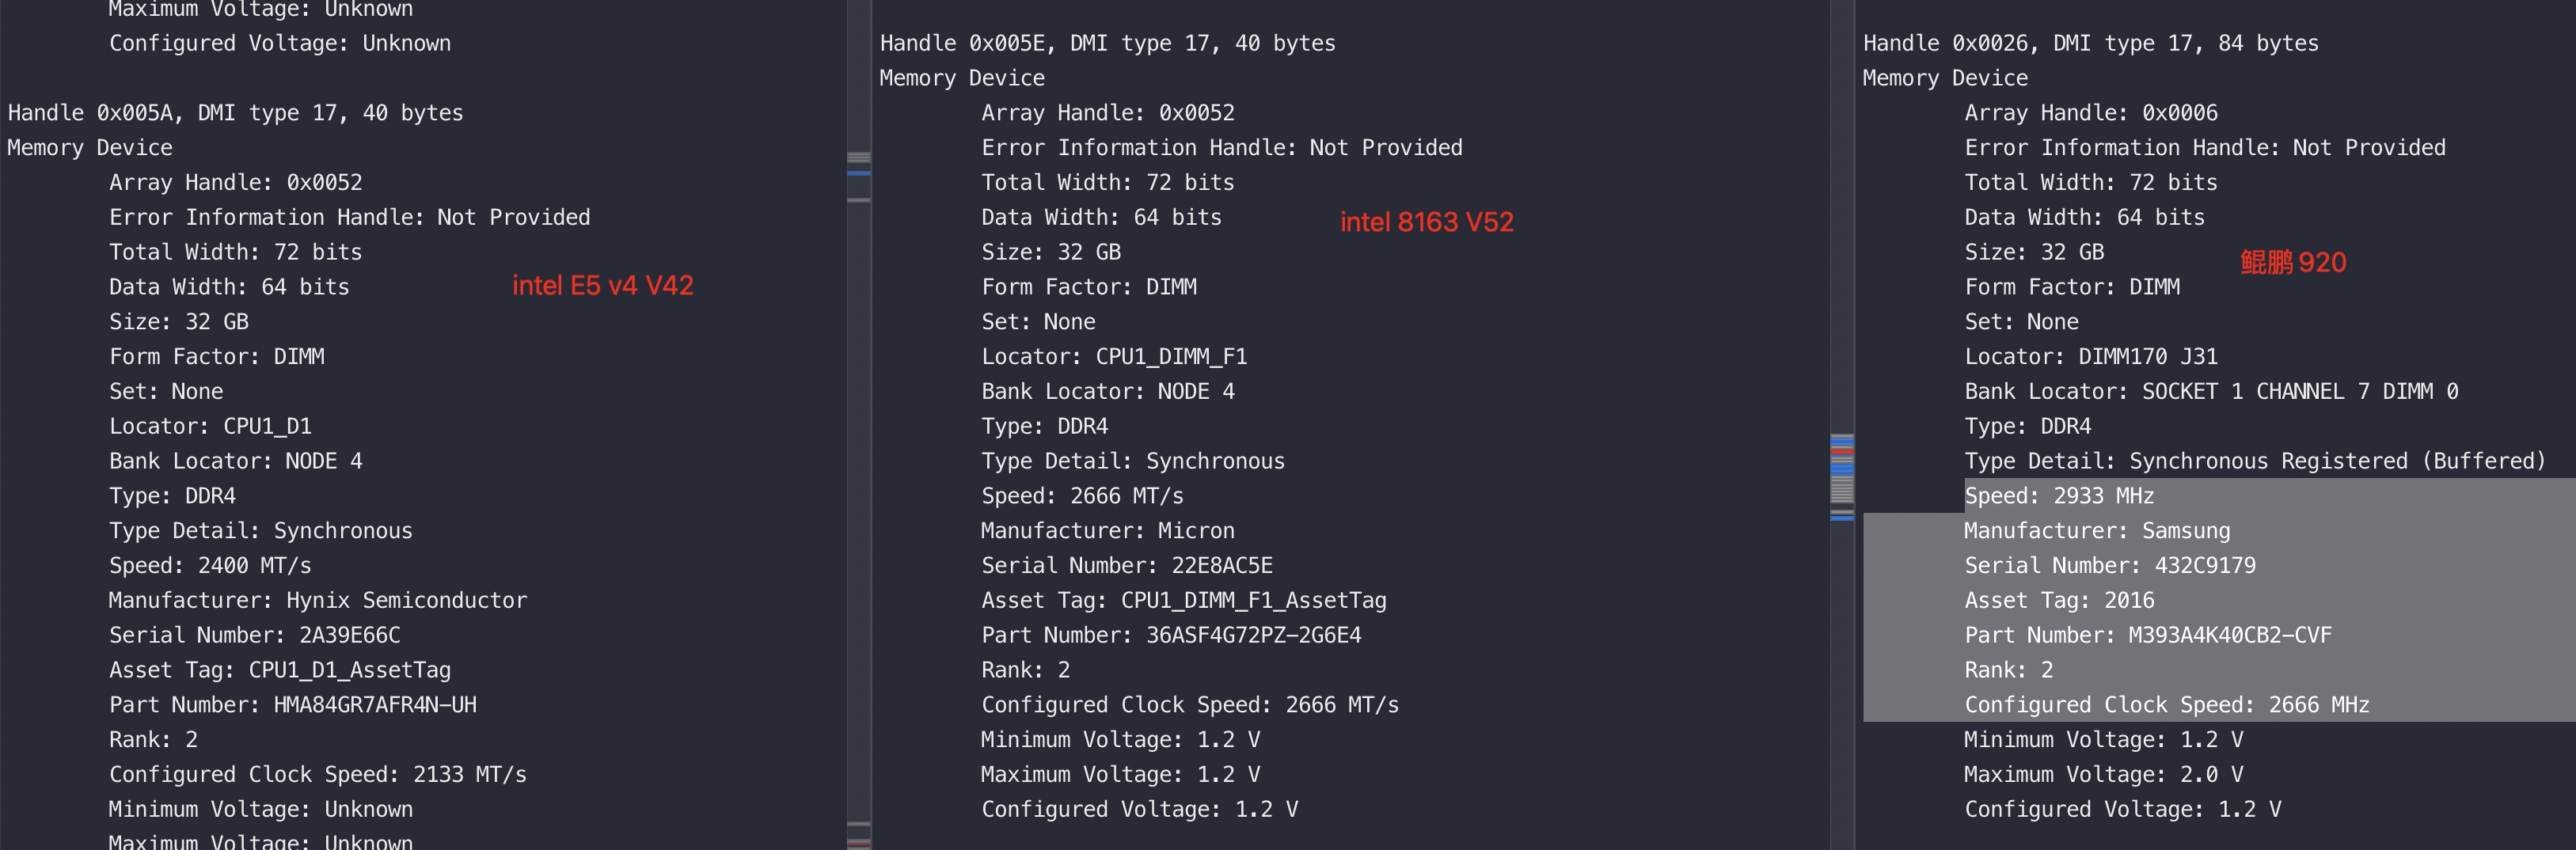 Maximum Voltage: Unknown
Configured Voltage: Unknown
Handle 0x005A, DMI type 17, 40 bytes
Memory Device
Array Handle: 0x0052
Error Information Handle: Not Provided
Total Width: 72 bits
Data Width: 64 bits
intel E5 v4 V42
Size: 32 GB
Form Factor: DIMM
Set: None
Locator: CPU1_D1
Bank Locator: NODE 4
Type: DDR4
Type Detail: Synchronous
Speed: 2400 MT/s
Manufacturer: Hynix Semiconductor
Serial Number: 2A39E66C
Asset Tag: CPU1_D1_AssetTag
Part Number: HMA84GR7AFR4N-UH
Rank: 2
Configured Clock Speed: 2133 MT/s
Minimum Voltage: Unknown
Maximum Voltage: Unknown
Handle 0x005E, DMI type 17, 40 bytes
Memory Device
Array Handle: 0x0052
Error Information Handle: Not Provided
Total Width: 72 bits
Data Width: 64 bits
intel 8163 V52
Size: 32 GB
Form Factor: DIMM
Set: None
Locator: CPU1_DIMM_F1
Bank Locator: NODE 4
Type: DDR4
Type Detail: Synchronous
Speed: 2666 MT/s
Manufacturer: Micron
Serial Number: 22E8AC5E
Asset Tag: CPU1_DIMM_F1_AssetTag
Part Number: 36ASF4G72PZ-2G6E4
Rank: 2
Configured Clock Speed: 2666 MT/s
Minimum Voltage: 1.2 V
Maximum Voltage: 1.2 V
Configured Voltage: 1.2 V
Handle 0x0026, DMI type 17, 84 bytes
Memory Device
Array Handle: 0x0006
Error Information Handle: Not Provided
Total Width: 72 bits
Data Width: 64 bits
Size: 32 GB
鲲鹏 920
Form Factor: DIMM
Set: None
Locator: DIMM170 J31
Bank Locator: SOCKET 1 CHANNEL 7 DIMM 0
Type: DDR4
Type Detail: Synchronous Registered (Buffered)
Speed: 2933 MHz
Manufacturer: Samsung
Serial Number: 432C9179
Asset Tag: 2016
Part Number: M393A4K40CB2-CVF
Rank: 2
Configured Clock Speed: 2666 MHz
Minimum Voltage: 1.2 V
Maximum Voltage: 2.0 V
Configured Voltage: 1.2 V